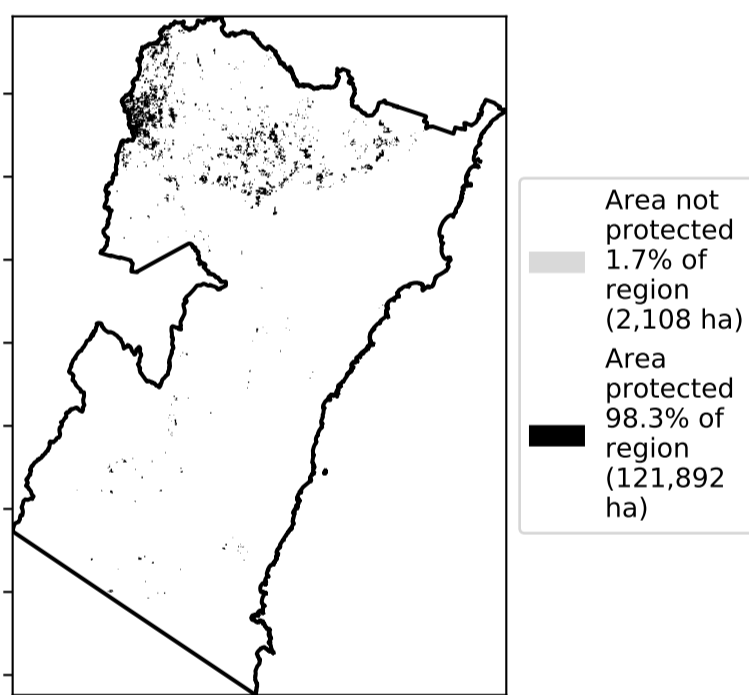 Area not
protected
1.7% of
region
(2,108 ha)
Area
protected
98.3% of
region
(121,892
ha)